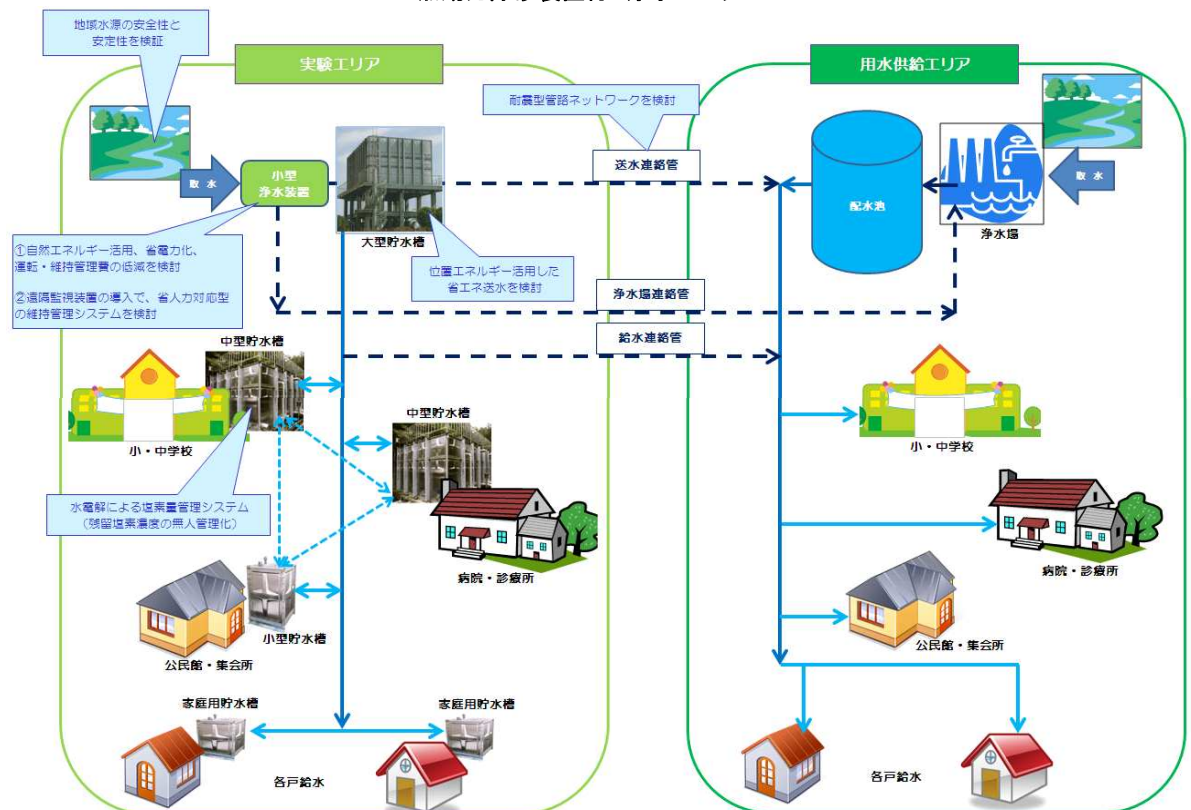 地域水源の安全性と
安定性を検証
実験エリア
用水供給エリア
耐震型管路ネットワークを検討
取 水
小型
浄水装置
送水連絡管
配水池
取 水
浄水場
大型貯水槽
①自然エネルギー活用、省電力化、
運転・維持管理費の低減を検討
②遠隔監視装置の導入で、省人力対応型
の維持管理システムを検討
位置エネルギー活用した
省エネ送水を検討
浄水場連絡管
給水連絡管
中型貯水槽
小・中学校
中型貯水槽
小・中学校
水電解による塩素量管理システム
（残留塩素濃度の無人管理化）
病院・診療所
病院・診療所
小型貯水槽
公民館・集会所
公民館・集会所
家庭用貯水槽
家庭用貯水槽
各戸給水
各戸給水